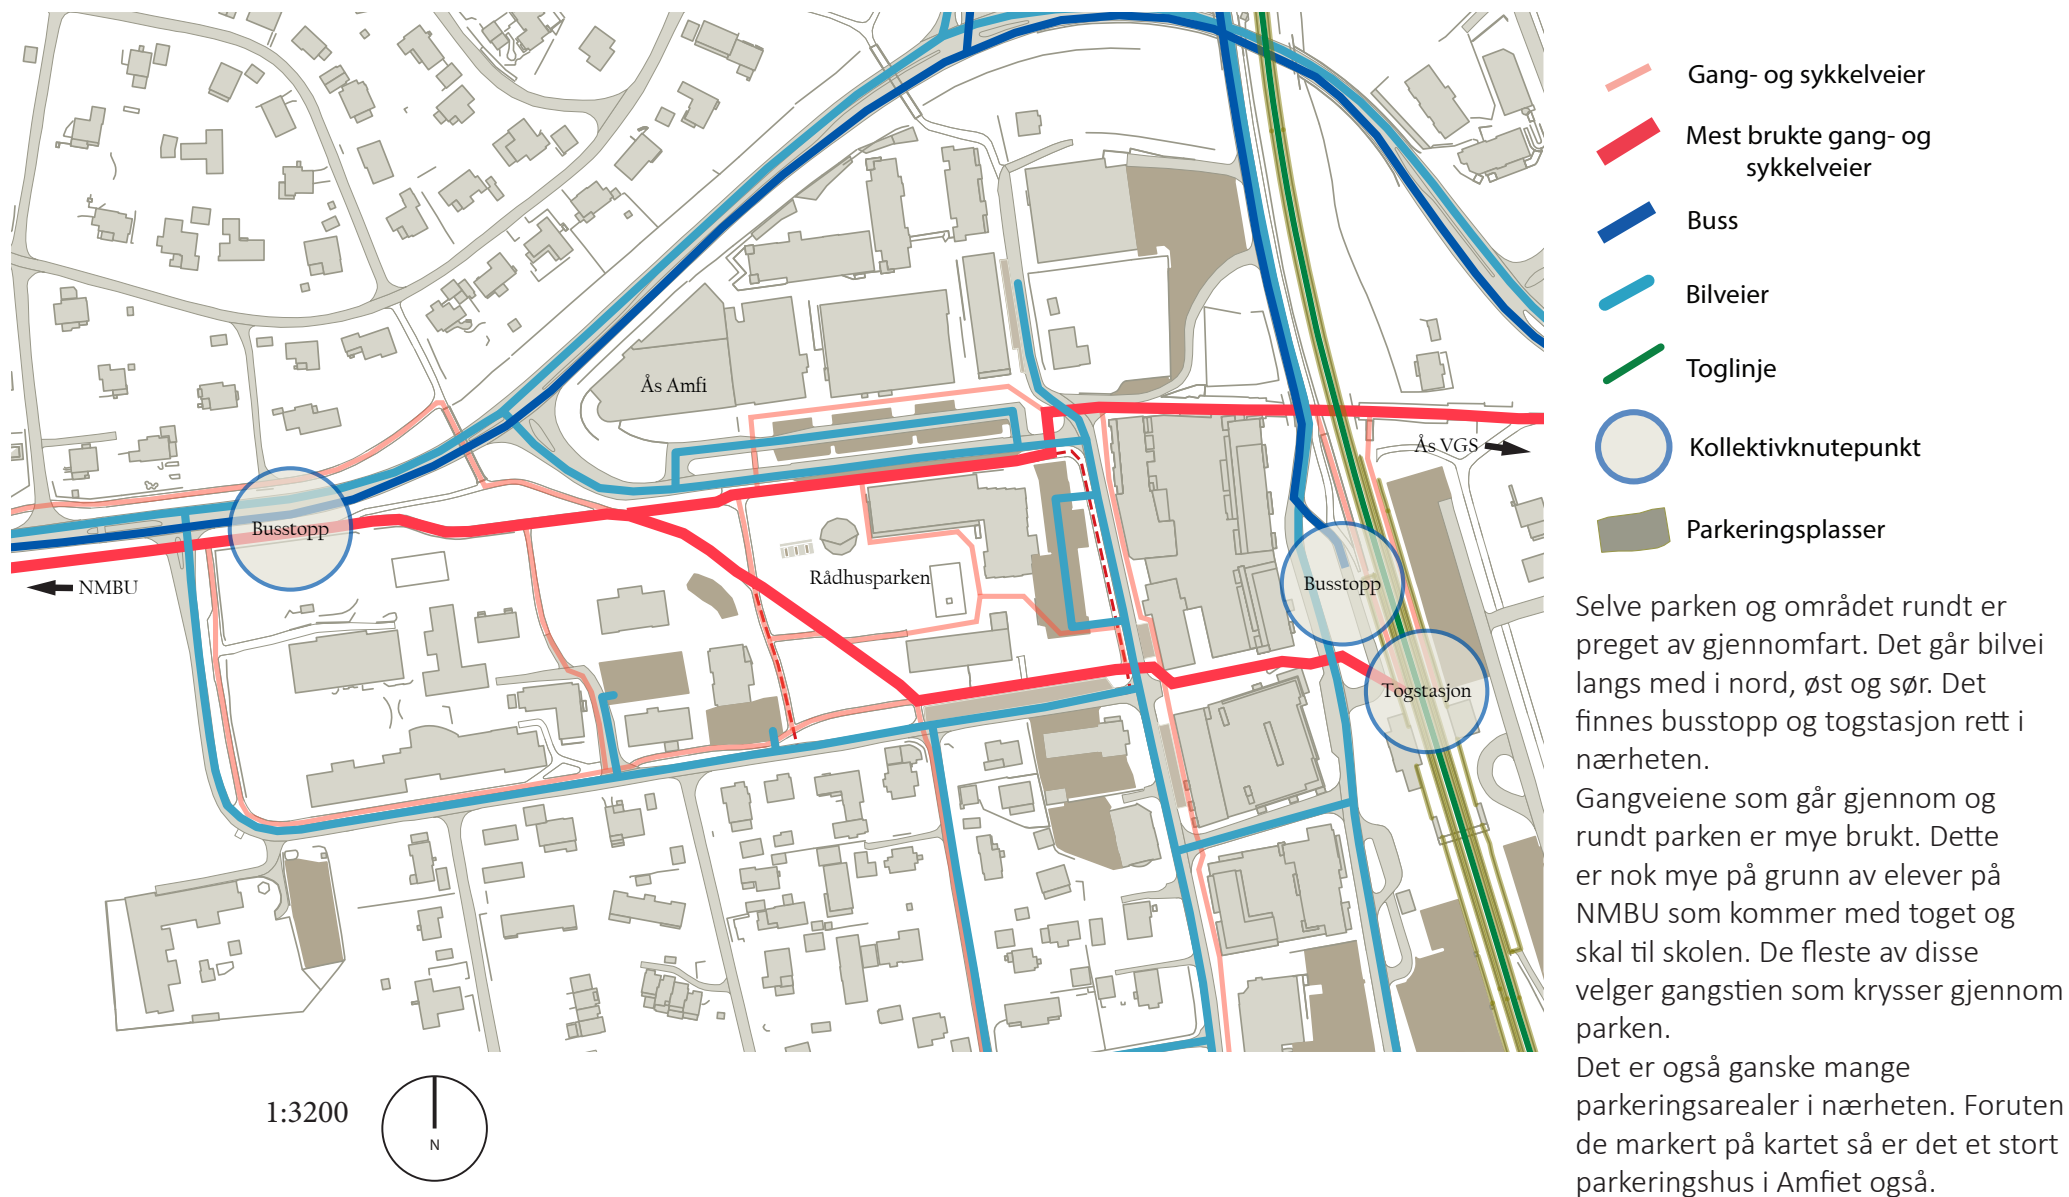 Gang- og sykkelveier
Mest brukte gang- og
sykkelveier
Buss
Bilveier
Toglinje
Kollektivknutepunkt
Parkeringsplasser
Ås Amfi
Ås VGS
Busstopp
NMBU
Rådhusparken
Busstopp
Togstasjon
Selve parken og området rundt er
preget av gjennomfart. Det går bilvei
langs med i nord, øst og sør. Det
finnes busstopp og togstasjon rett i
nærheten.
Gangveiene som går gjennom og
rundt parken er mye brukt. Dette
er nok mye på grunn av elever på
NMBU som kommer med toget og
skal til skolen. De fleste av disse
velger gangstien som krysser gjennom
parken.
Det er også ganske mange
parkeringsarealer i nærheten. Foruten
de markert på kartet så er det et stort
parkeringshus i Amfiet også.
1:3200
N